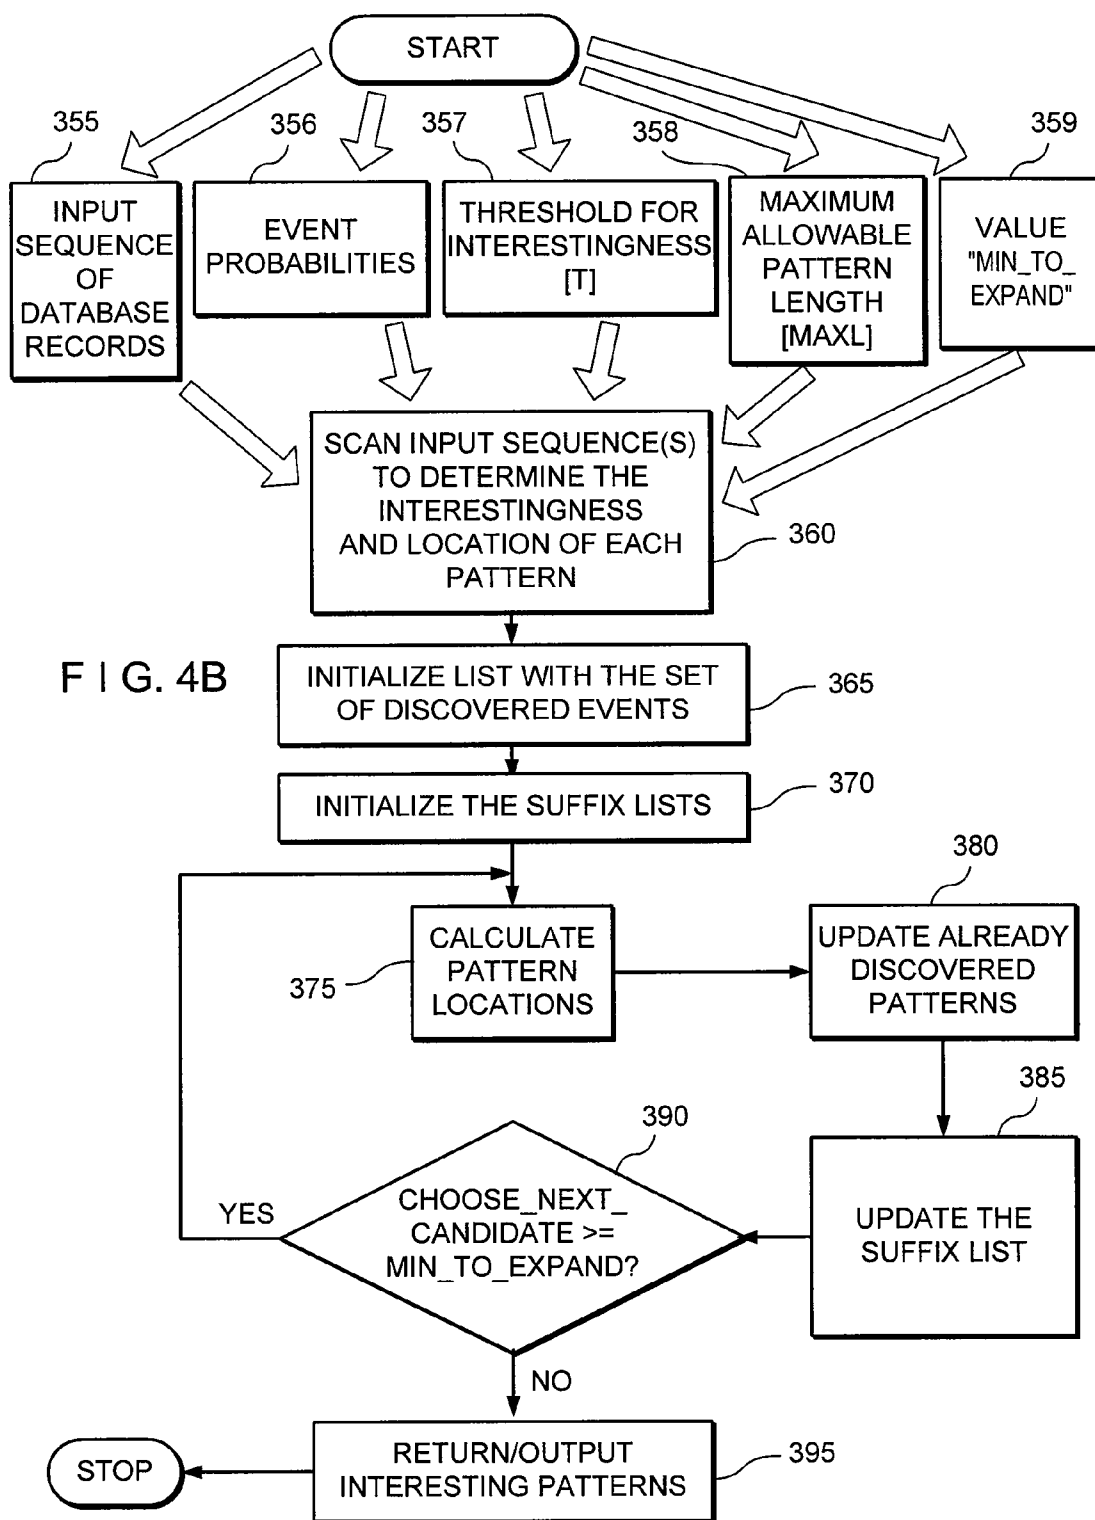 START
355
356
357
358
359
INPUT
SEQUENCE
OF
DATABASE
RECORDS
EVENT
PROBABILITIES
THRESHOLD FOR
INTERESTINGNESS
[T]
MAXIMUM
ALLOWABLE
PATTERN
LENGTH
[MAXL]
VALUE
"MIN_TO_
EXPAND"
SCAN INPUT SEQUENCE(S)
TO DETERMINE THE
INTERESTINGNESS
AND LOCATION OF EACH
PATTERN
360
F I G. 4B
INITIALIZE LIST WITH THE SET
OF DISCOVERED EVENTS
365
INITIALIZE THE SUFFIX LISTS
370
CALCULATE
PATTERN
LOCATIONS
375
380
UPDATE ALREADY
DISCOVERED
PATTERNS
385
UPDATE THE
SUFFIX LIST
390
CHOOSE_NEXT_
CANDIDATE >=
MIN_TO_EXPAND?
YES
NO
RETURN/OUTPUT
INTERESTING PATTERNS
395
STOP